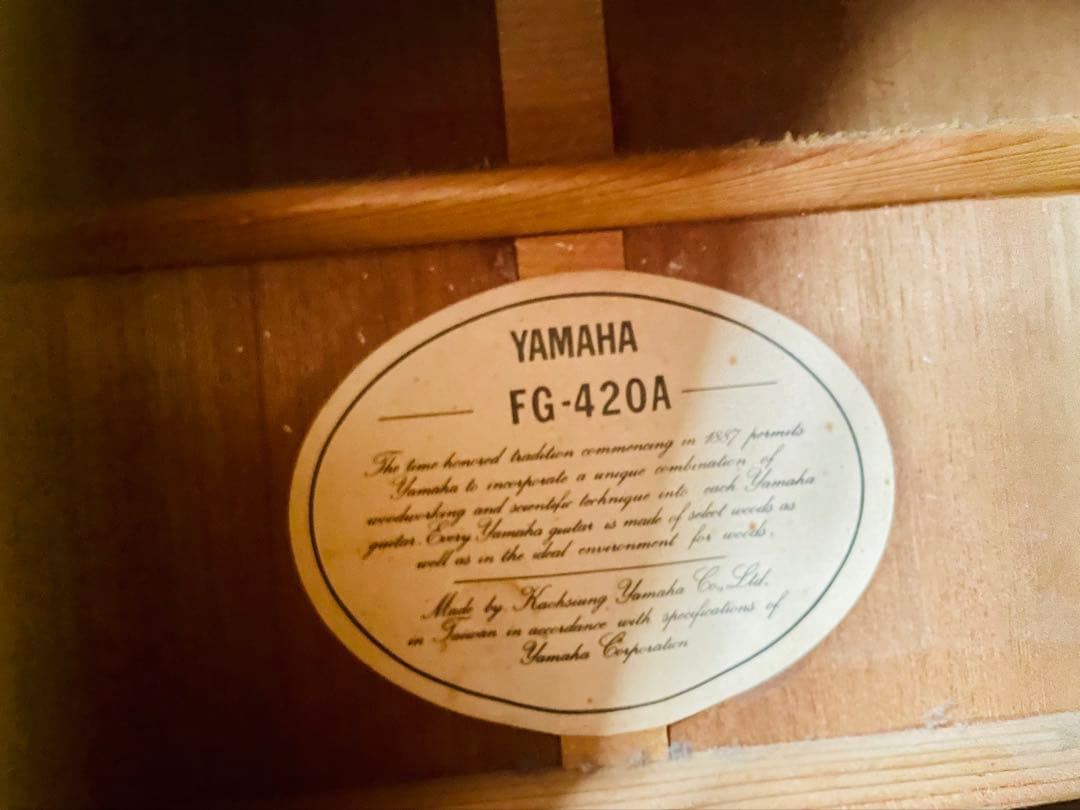 YAMAHA
FG-420A
The time honored tradition commencing in 1887 permits
Yamaha to incorporate a unique combination of
woodworking and scientific technique into each Yamaha
guitar. Every Yamaha guitar is made of select woods as
well as in the ideal environment for woods.
Made by Kaohsiung Yamaha Co., Ltd.
in Taiwan in accordance with specifications of
Yamaha Corporation